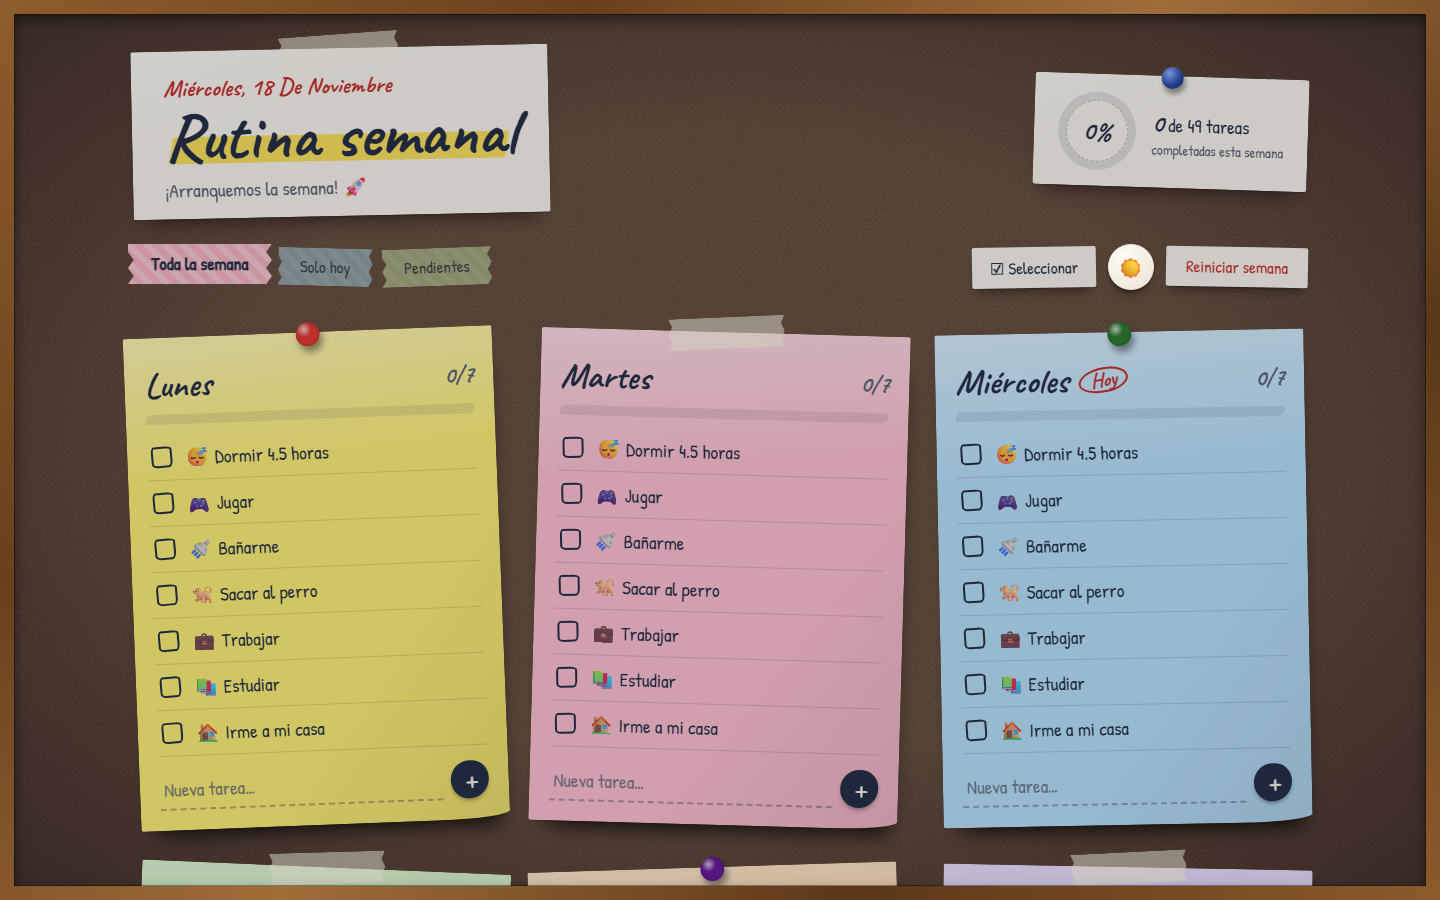 Miércoles, 18 De Noviembre
Rutina semanal
¡Arranquemos la semana! 🚀
0%
0 de 49 tareas
completadas esta semana
Toda la semana
Solo hoy
Pendientes
☑ Seleccionar
Reiniciar semana
Lunes
0/7
😴 Dormir 4.5 horas
🎮 Jugar
🚿 Bañarme
🐕 Sacar al perro
💼 Trabajar
📚 Estudiar
🏠 Irme a mi casa
Nueva tarea...
+
Martes
0/7
😴 Dormir 4.5 horas
🎮 Jugar
🚿 Bañarme
🐕 Sacar al perro
💼 Trabajar
📚 Estudiar
🏠 Irme a mi casa
Nueva tarea...
+
Miércoles Hoy
0/7
😴 Dormir 4.5 horas
🎮 Jugar
🚿 Bañarme
🐕 Sacar al perro
💼 Trabajar
📚 Estudiar
🏠 Irme a mi casa
Nueva tarea...
+